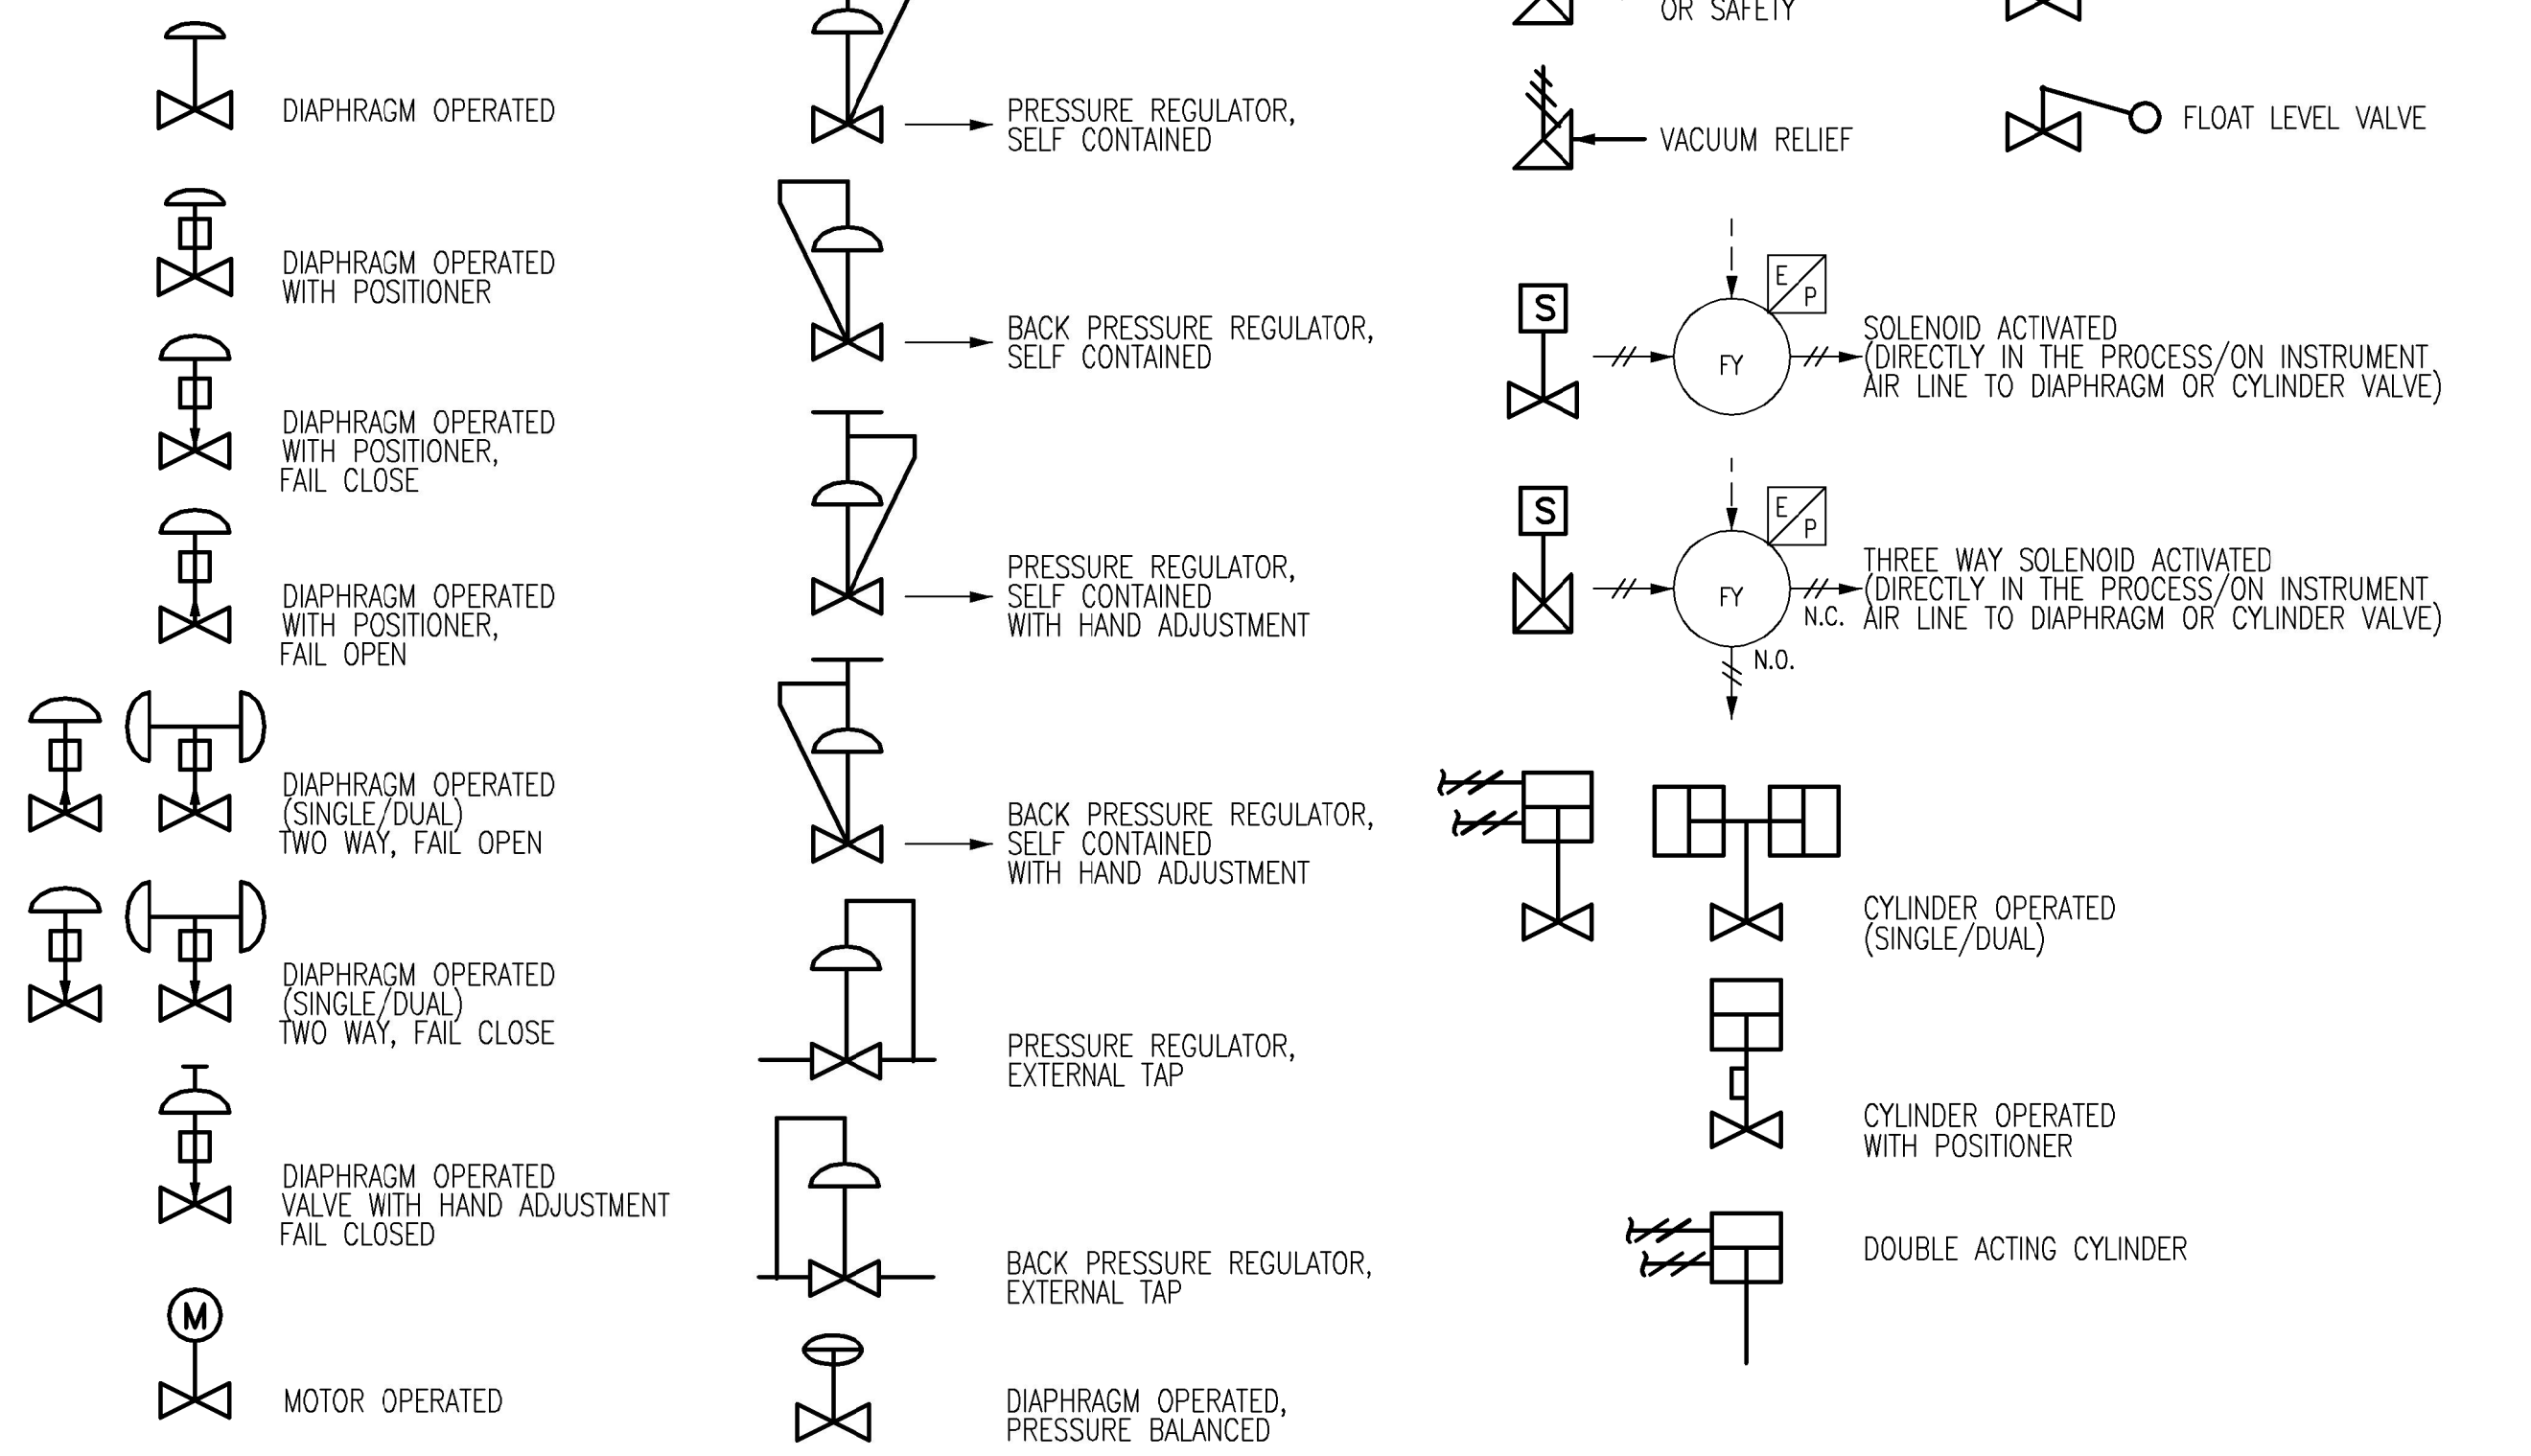 DIAPHRAGM OPERATED
DIAPHRAGM OPERATED
WITH POSITIONER
DIAPHRAGM OPERATED
WITH POSITIONER,
FAIL CLOSE
DIAPHRAGM OPERATED
WITH POSITIONER,
FAIL OPEN
DIAPHRAGM OPERATED
(SINGLE/DUAL)
TWO WAY, FAIL OPEN
DIAPHRAGM OPERATED
(SINGLE/DUAL)
TWO WAY, FAIL CLOSE
DIAPHRAGM OPERATED
VALVE WITH HAND ADJUSTMENT
FAIL CLOSED
M
MOTOR OPERATED
PRESSURE REGULATOR,
SELF CONTAINED
BACK PRESSURE REGULATOR,
SELF CONTAINED
PRESSURE REGULATOR,
SELF CONTAINED
WITH HAND ADJUSTMENT
BACK PRESSURE REGULATOR,
SELF CONTAINED
WITH HAND ADJUSTMENT
PRESSURE REGULATOR,
EXTERNAL TAP
BACK PRESSURE REGULATOR,
EXTERNAL TAP
DIAPHRAGM OPERATED,
PRESSURE BALANCED
OR SAFETY
VACUUM RELIEF
FLOAT LEVEL VALVE
S
E
P
FY
SOLENOID ACTIVATED
(DIRECTLY IN THE PROCESS/ON INSTRUMENT
AIR LINE TO DIAPHRAGM OR CYLINDER VALVE)
S
E
P
FY
N.C.
N.O.
THREE WAY SOLENOID ACTIVATED
(DIRECTLY IN THE PROCESS/ON INSTRUMENT
AIR LINE TO DIAPHRAGM OR CYLINDER VALVE)
CYLINDER OPERATED
(SINGLE/DUAL)
CYLINDER OPERATED
WITH POSITIONER
DOUBLE ACTING CYLINDER